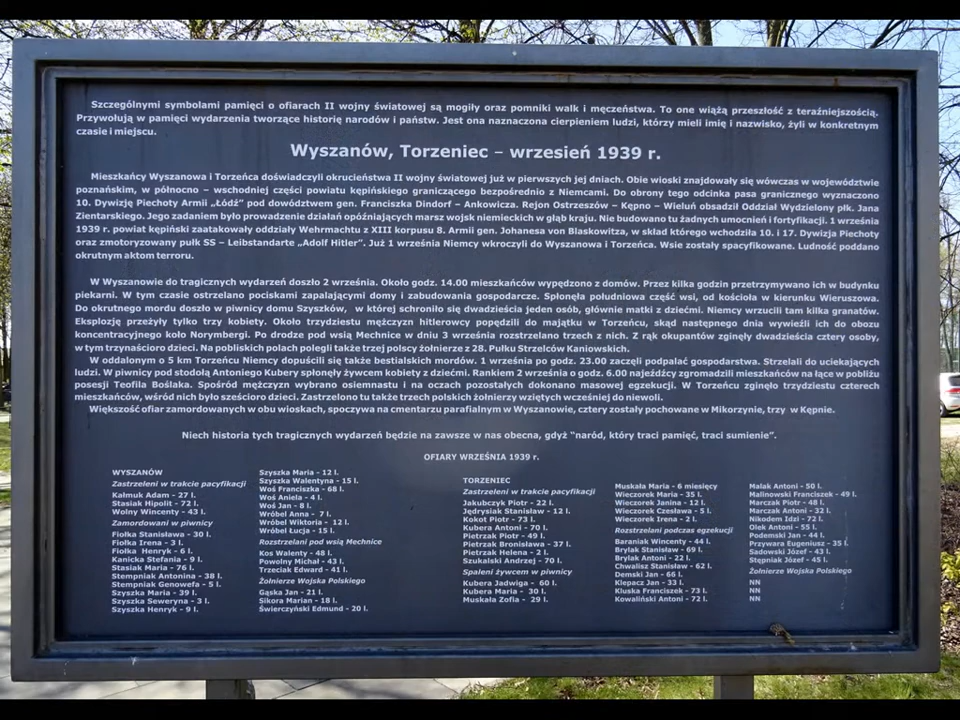 Szczególnymi symbolami pamięci o ofiarach II wojny światowej są mogiły oraz pomniki walk i męczeństwa. To one wiążą przeszłość z teraźniejszością.
Przywołują w pamięci wydarzenia tworzące historię narodów i państw. Jest ona naznaczona cierpieniem ludzi, którzy mieli imię i nazwisko, żyli w konkretnym
czasie i miejscu.
Wyszanów, Torzeniec – wrzesień 1939 r.
Mieszkańcy Wyszanowa i Torzeńca doświadczyli okrucieństwa II wojny światowej już w pierwszych jej dniach. Obie wioski znajdowały się wówczas w województwie
poznańskim, w północno – wschodniej części powiatu kępińskiego graniczącego bezpośrednio z Niemcami. Do obrony tego odcinka pasa granicznego wyznaczono
10. Dywizję Piechoty Armii „Łódź" pod dowództwem gen. Franciszka Dindorf – Ankowicza. Rejon Ostrzeszów – Kępno – Wieluń obsadził Oddział Wydzielony płk. Jana
Zientarskiego. Jego zadaniem było prowadzenie działań opóźniających marsz wojsk niemieckich w głąb kraju. Nie budowano tu żadnych umocnień i fortyfikacji. 1 września
1939 r. powiat kępiński zaatakowały oddziały Wehrmachtu z XIII korpusu 8. Armii gen. Johanesa von Blaskowitza, w skład którego wchodziła 10. i 17. Dywizja Piechoty
oraz zmotoryzowany pułk SS – Leibstandarte „Adolf Hitler". Już 1 września Niemcy wkroczyli do Wyszanowa i Torzeńca. Wsie zostały spacyfikowane. Ludność poddano
okrutnym aktom terroru.
W Wyszanowie do tragicznych wydarzeń doszło 2 września. Około godz. 14.00 mieszkańców wypędzono z domów. Przez kilka godzin przetrzymywano ich w budynku
piekarni. W tym czasie ostrzelano pociskami zapalającymi domy i zabudowania gospodarcze. Spłonęła południowa część wsi, od kościoła w kierunku Wieruszowa.
Do okrutnego mordu doszło w piwnicy domu Szyszków, w której schroniło się dwadzieścia jeden osób, głównie matki z dziećmi. Niemcy wrzucili tam kilka granatów.
Eksplozję przeżyły tylko trzy kobiety. Około trzydziestu mężczyzn hitlerowcy popędzili do majątku w Torzeńcu, skąd następnego dnia wywieźli ich do obozu
koncentracyjnego koło Norymbergi. Po drodze pod wsią Mechnice w dniu 3 września rozstrzelano trzech z nich. Z rąk okupantów zginęły dwadzieścia cztery osoby,
w tym trzynaścioro dzieci. Na pobliskich polach polegli także trzej polscy żołnierze z 28. Pułku Strzelców Kaniowskich.
W oddalonym o 5 km Torzeńcu Niemcy dopuścili się także bestialskich mordów. 1 września po godz. 23.00 zaczęli podpalać gospodarstwa. Strzelali do uciekających
ludzi. W piwnicy pod stodołą Antoniego Kubery spłonęły żywcem kobiety z dziećmi. Rankiem 2 września o godz. 6.00 najeźdźcy zgromadzili mieszkańców na łące w pobliżu
posesji Teofila Boślaka. Spośród mężczyzn wybrano osiemnastu i na oczach pozostałych dokonano masowej egzekucji. W Torzeńcu zginęło trzydziestu czterech
mieszkańców, wśród nich było sześcioro dzieci. Zastrzelono tu także trzech polskich żołnierzy wziętych wcześniej do niewoli.
Większość ofiar zamordowanych w obu wioskach, spoczywa na cmentarzu parafialnym w Wyszanowie, cztery zostały pochowane w Mikorzynie, trzy w Kępnie.
Niech historia tych tragicznych wydarzeń będzie na zawsze w nas obecna, gdyż "naród, który traci pamięć, traci sumienie".
OFIARY WRZEŚNIA 1939 r.
WYSZANÓW
Zastrzeleni w trakcie pacyfikacji
Kałmuk Adam - 27 l.
Stasiak Hipolit - 72 l.
Wolny Wincenty - 43 l.
Zamordowani w piwnicy
Fiołka Stanisława - 30 l.
Fiołka Irena - 3 l.
Fiołka Henryk - 6 l.
Kanicka Stefania - 9 l.
Stasiak Maria - 76 l.
Stempniak Antonina - 38 l.
Stempniak Genowefa - 5 l.
Szyszka Maria - 39 l.
Szyszka Seweryna - 3 l.
Szyszka Henryk - 9 l.
Szyszka Maria - 12 l.
Szyszka Walentyna - 15 l.
Woś Franciszka - 68 l.
Woś Aniela - 4 l.
Woś Jan - 8 l.
Wróbel Anna - 7 l.
Wróbel Wiktoria - 12 l.
Wróbel Łucja - 15 l.
Rozstrzelani pod wsią Mechnice
Kos Walenty - 48 l.
Powolny Michał - 43 l.
Trzeciak Edward - 41 l.
Żołnierze Wojska Polskiego
Gąska Jan - 21 l.
Sikora Marian - 18 l.
Świerczyński Edmund - 20 l.
TORZENIEC
Zastrzeleni w trakcie pacyfikacji
Jakubczyk Piotr - 22 l.
Jędrysiak Stanisław - 12 l.
Kokot Piotr - 73 l.
Kubera Antoni - 70 l.
Pietrzak Piotr - 49 l.
Pietrzak Bronisława - 37 l.
Pietrzak Helena - 2 l.
Szukalski Andrzej - 70 l.
Spaleni żywcem w piwnicy
Kubera Jadwiga - 60 l.
Kubera Maria - 30 l.
Muskała Zofia - 29 l.
Muskała Maria - 6 miesięcy
Wieczorek Maria - 35 l.
Wieczorek Janina - 12 l.
Wieczorek Czesława - 5 l.
Wieczorek Irena - 2 l.
Rozstrzelani podczas egzekucji
Baraniak Wincenty - 44 l.
Brylak Stanisław - 69 l.
Brylak Antoni - 22 l.
Chwalisz Stanisław - 62 l.
Demski Jan - 66 l.
Klepacz Jan - 33 l.
Kluska Franciszek - 73 l.
Kowaliński Antoni - 72 l.
Malak Antoni - 50 l.
Malinowski Franciszek - 49 l.
Marczak Piotr - 48 l.
Marczak Antoni - 32 l.
Nikodem Idzi - 72 l.
Olek Antoni - 55 l.
Podemski Jan - 44 l.
Przywara Eugeniusz - 35 l.
Sadowski Józef - 43 l.
Stępniak Józef - 45 l.
Żołnierze Wojska Polskiego
NN
NN
NN